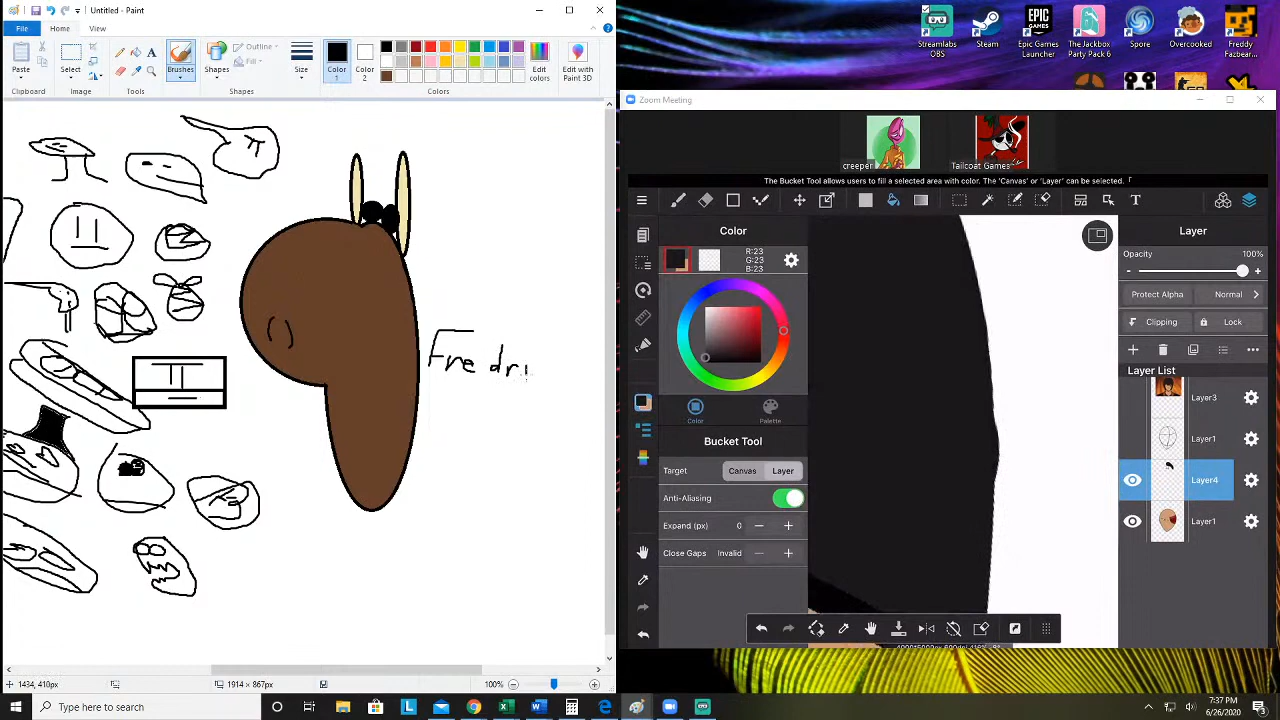 Untitled - Paint
File
Home
View
Paste
Select
Brushes
Shapes
Outline
Fill
Size
Color 1
Color 2
Edit colors
Edit with Paint 3D
Clipboard
Image
Tools
Shapes
Colors
Fre dri
1434, 410px
1914 × 867px
100%
Streamlabs OBS
Steam
Epic Games Launcher
The Jackbox Party Pack 6
Spore
Overcooked
Freddy Fazbear...
Zoom Meeting
creeper
Tailcoat Games
The Bucket Tool allows users to fill a selected area with color. The 'Canvas' or 'Layer' can be selected.
T
Color
R:23
G:23
B:23
Color
Palette
Bucket Tool
Target
Canvas
Layer
Anti-Aliasing
Expand (px)
0
Close Gaps
Invalid
Layer
Opacity
100%
Protect Alpha
Normal
Clipping
Lock
Layer List
Layer3
Layer1
Layer4
Layer1
Type here to search
7:37 PM
6/26/2020